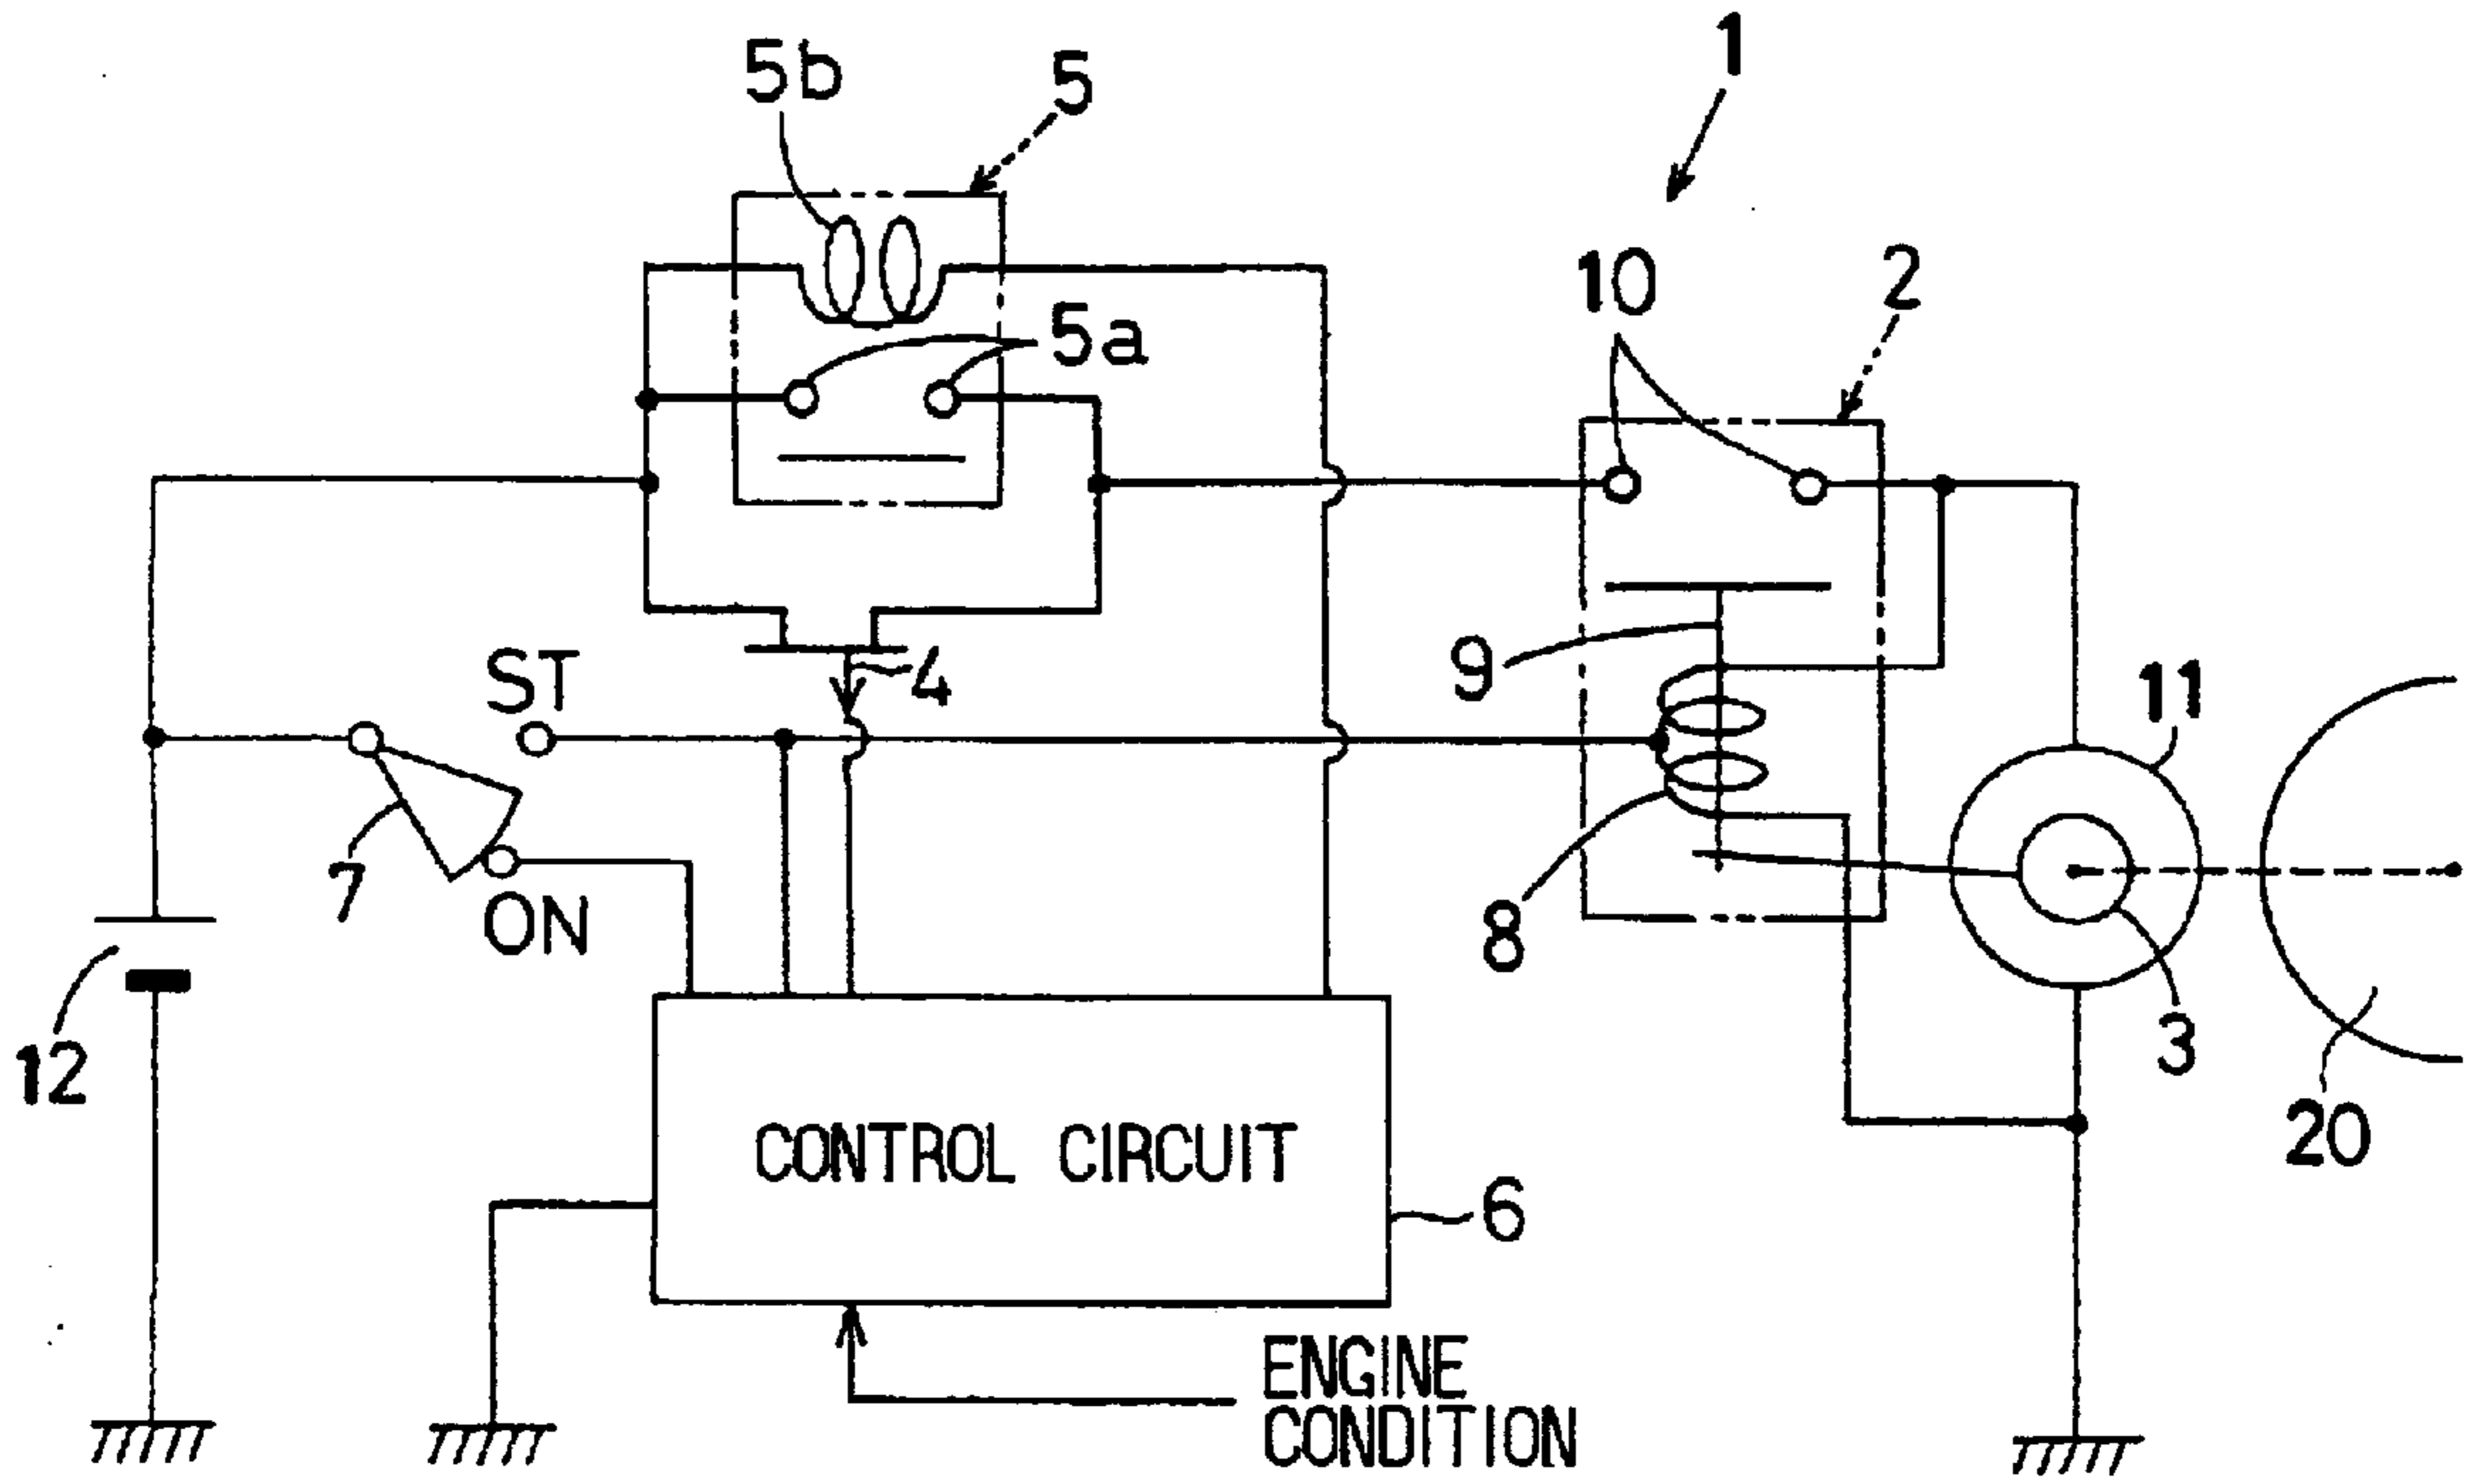 1
5b
5
10
2
5a
9
11
ST
4
7
ON
8
3
12
20
CONTROL CIRCUIT
6
ENGINE
CONDITION